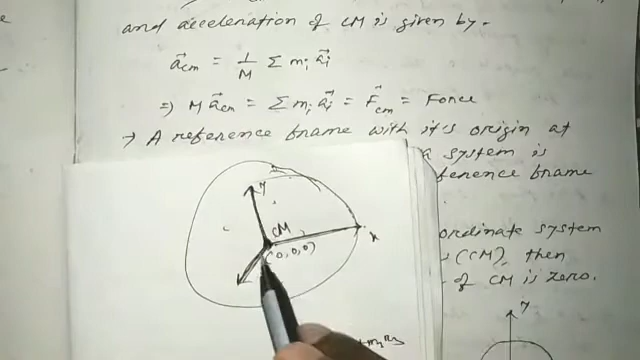 and acceleration of CM is given by.
a⃗cm = 1/M Σ mi a⃗i
=> M a⃗cm = Σ mi a⃗i = F⃗cm = Force
→ A reference frame with it's origin at
a system is
reference frame
y
CM
x
(0,0,0)
ordinate system
(CM), then
of CM is zero.
y